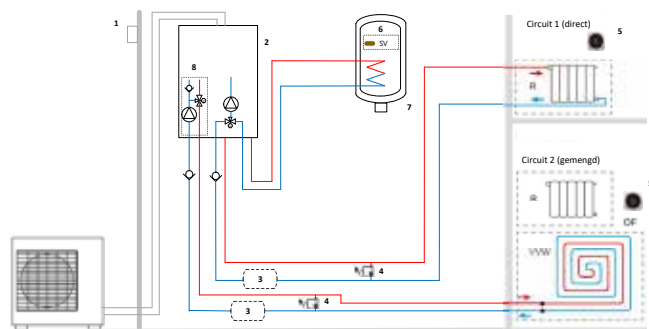 Circuit 1 (direct)
1
2
6
5
SV
8
R
7
Circuit 2 (gemengd)
R
OF
VVW
4
3
4
3